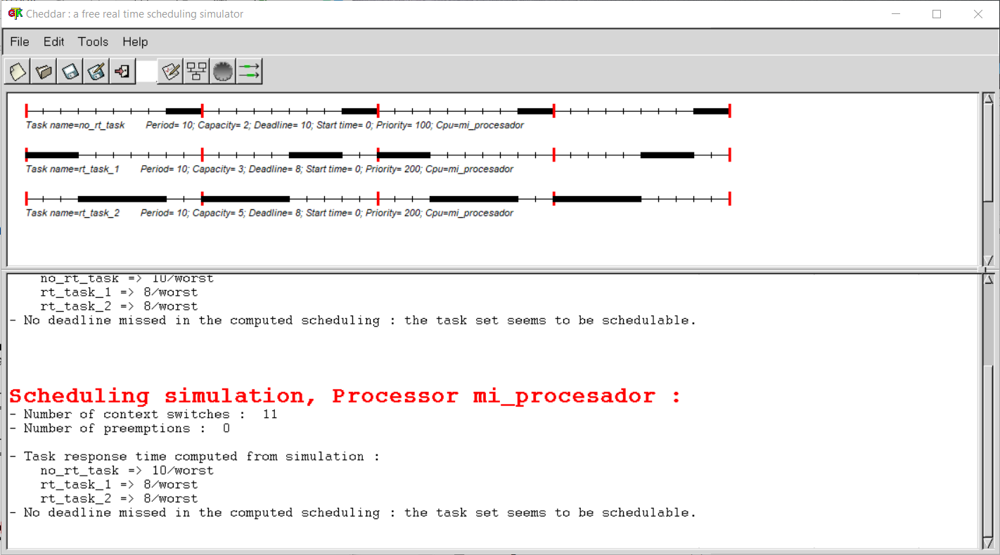 Cheddar : a free real time scheduling simulator
File Edit Tools Help
Task name=no_rt_task Period= 10; Capacity= 2; Deadline= 10; Start time= 0; Priority= 100; Cpu=mi_procesador
Task name=rt_task_1 Period= 10; Capacity= 3; Deadline= 8; Start time= 0; Priority= 200; Cpu=mi_procesador
Task name=rt_task_2 Period= 10; Capacity= 5; Deadline= 8; Start time= 0; Priority= 200; Cpu=mi_procesador
no_rt_task => 10/worst
rt_task_1 => 8/worst
rt_task_2 => 8/worst
- No deadline missed in the computed scheduling : the task set seems to be schedulable.
Scheduling simulation, Processor mi_procesador :
- Number of context switches : 11
- Number of preemptions : 0
- Task response time computed from simulation :
no_rt_task => 10/worst
rt_task_1 => 8/worst
rt_task_2 => 8/worst
- No deadline missed in the computed scheduling : the task set seems to be schedulable.